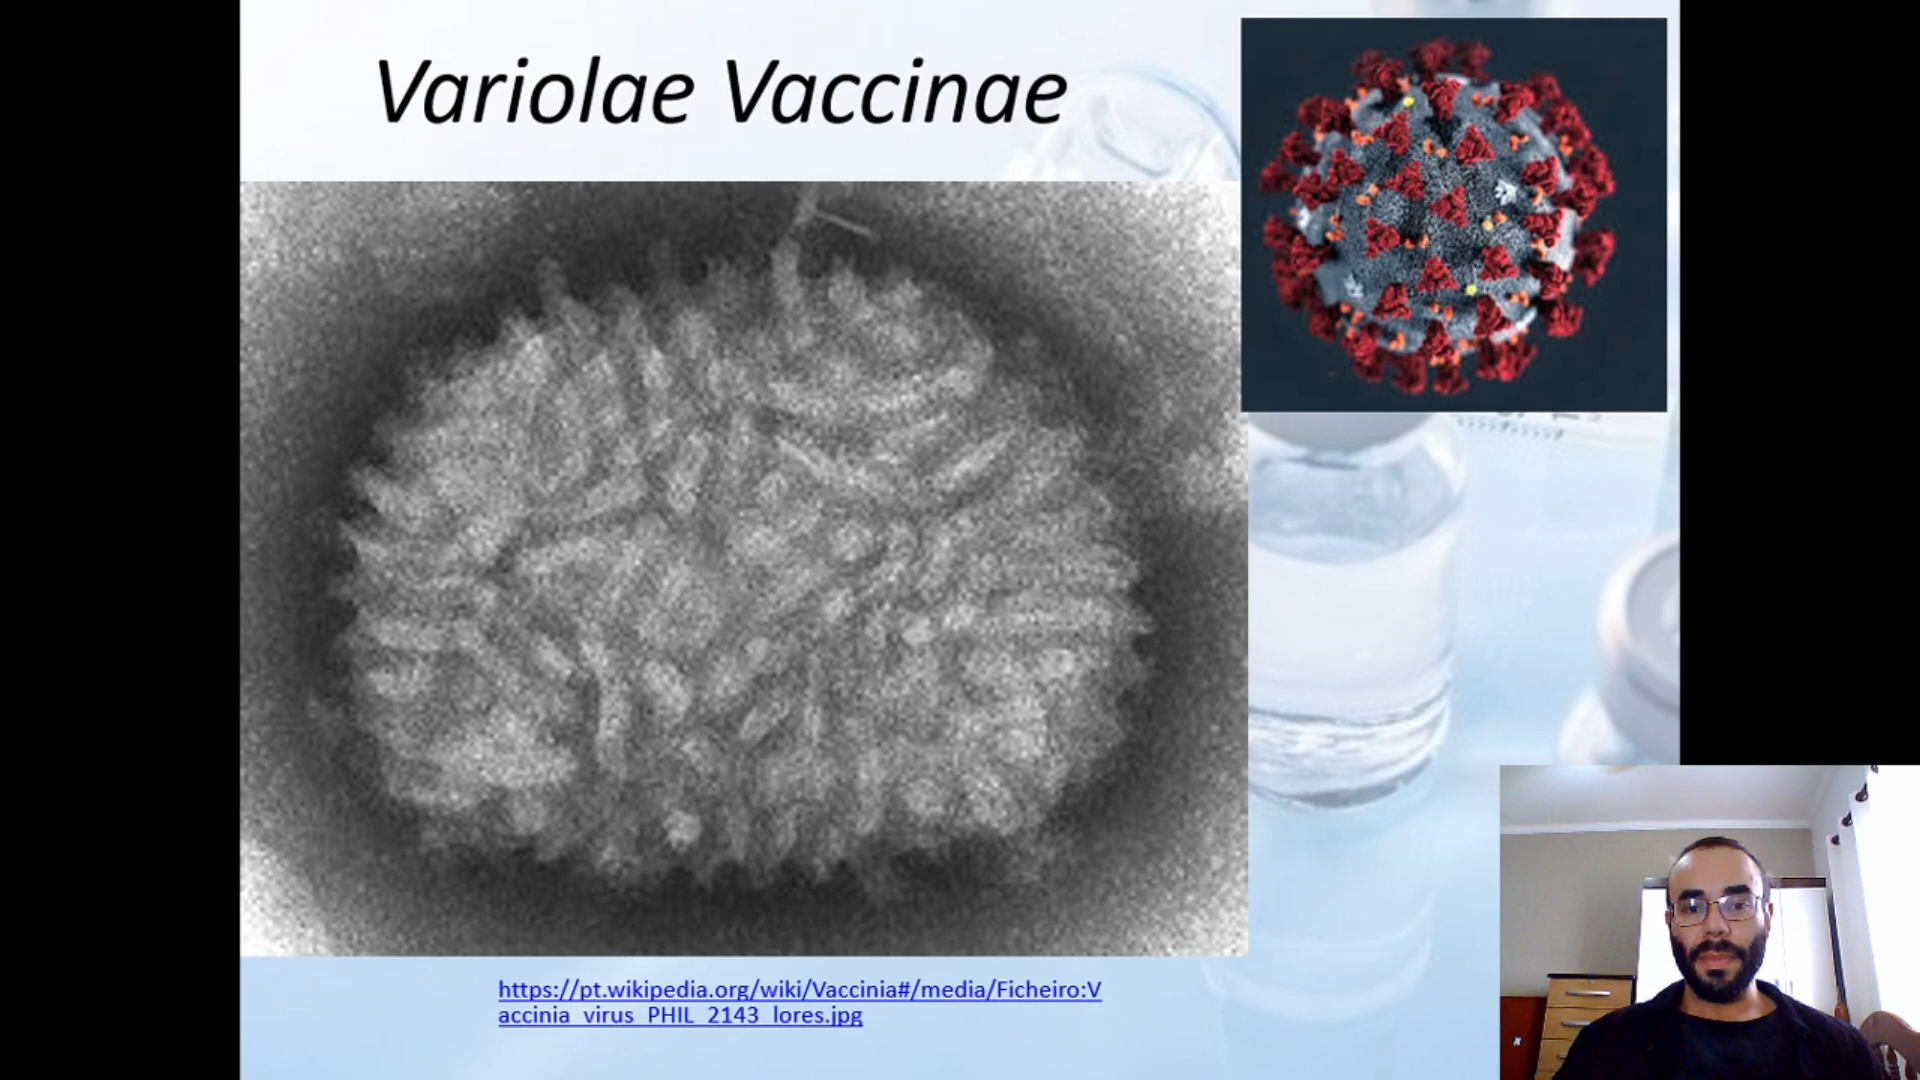 Variolae Vaccinae
https://pt.wikipedia.org/wiki/Vaccinia#/media/Ficheiro:V
accinia_virus_PHIL_2143_lores.jpg